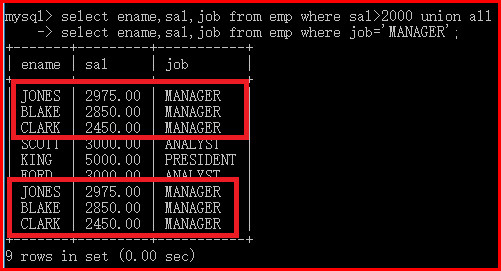 mysql> select ename,sal,job from emp where sal>2000 union all
-> select ename,sal,job from emp where job='MANAGER';
| ename | sal | job |
| JONES | 2975.00 | MANAGER |
| BLAKE | 2850.00 | MANAGER |
| CLARK | 2450.00 | MANAGER |
| SCOTT | 3000.00 | ANALYST |
| KING | 5000.00 | PRESIDENT |
| FORD | 3000.00 | ANALYST |
| JONES | 2975.00 | MANAGER |
| BLAKE | 2850.00 | MANAGER |
| CLARK | 2450.00 | MANAGER |
9 rows in set (0.00 sec)